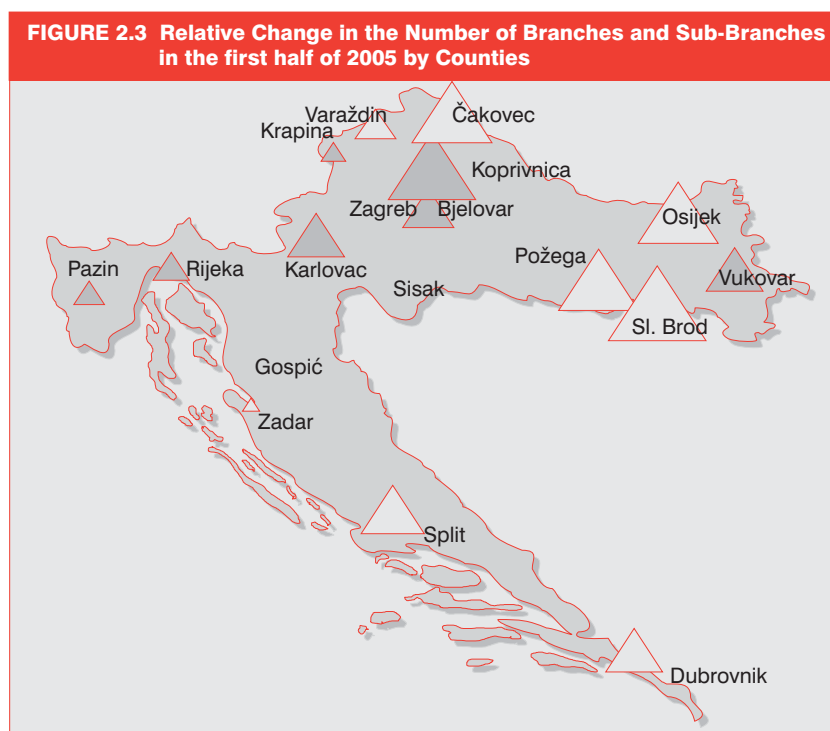 FIGURE 2.3 Relative Change in the Number of Branches and Sub-Branches
in the first half of 2005 by Counties
Varaždin
Čakovec
Krapina
Koprivnica
Zagreb
Bjelovar
Osijek
Požega
Pazin
Rijeka
Karlovac
Vukovar
Sisak
Sl. Brod
Gospić
Zadar
Split
Dubrovnik